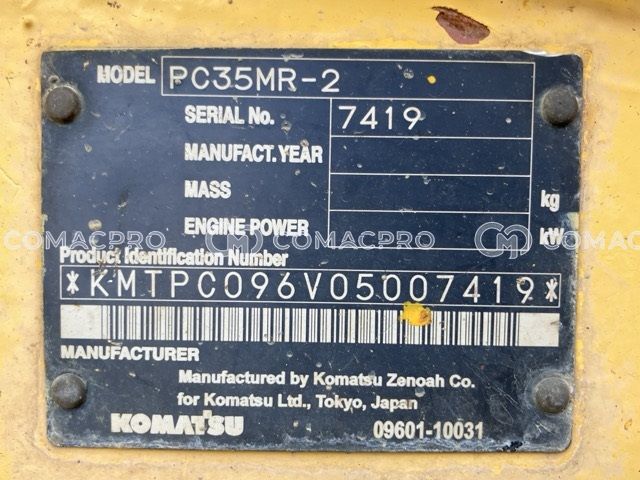 MODEL PC35MR-2
SERIAL No. 7419
MANUFACT. YEAR
MASS kg
ENGINE POWER kW
COMACPRO COMACPRO COMACPRO
Product Identification Number
*KMTPC096V05007419*
MANUFACTURER
Manufactured by Komatsu Zenoah Co.
for Komatsu Ltd., Tokyo, Japan
KOMATSU 09601-10031